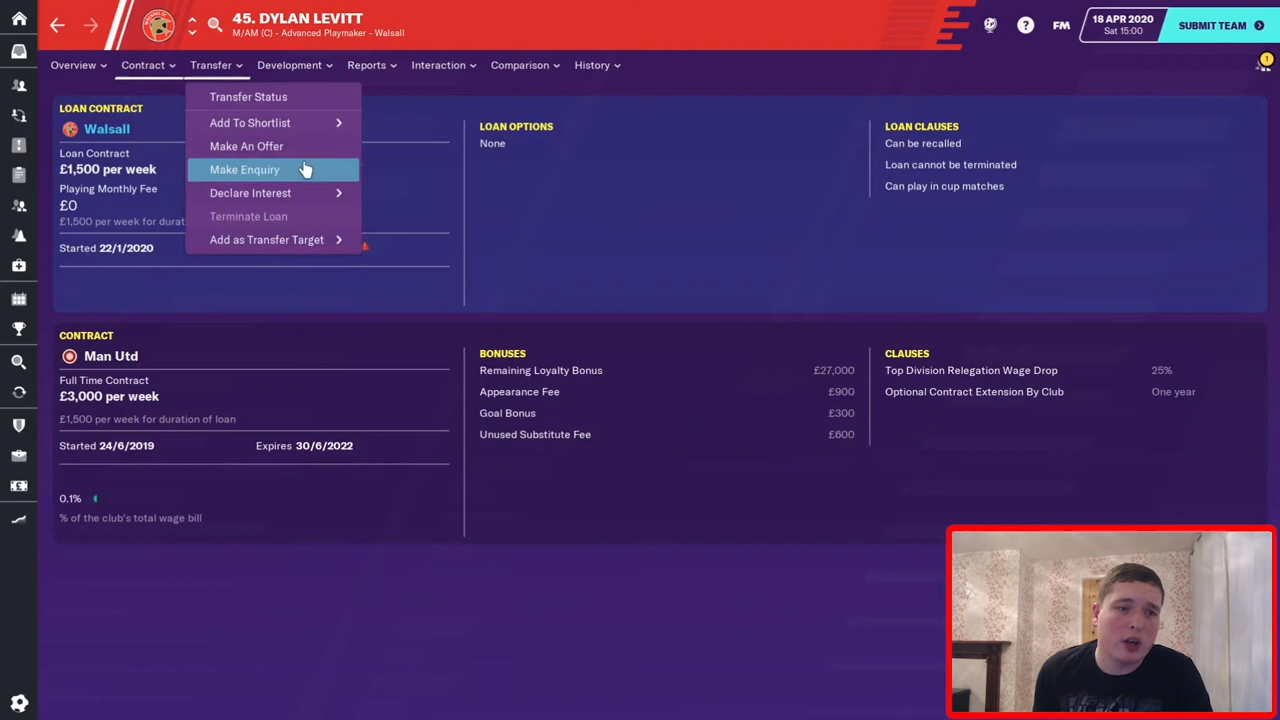 45. DYLAN LEVITT
M/AM (C) - Advanced Playmaker - Walsall
FM
18 APR 2020
Sat 15:00
SUBMIT TEAM
Overview
Contract
Transfer
Development
Reports
Interaction
Comparison
History
1
Transfer Status
Add To Shortlist
Make An Offer
Make Enquiry
Declare Interest
Terminate Loan
Add as Transfer Target
LOAN CONTRACT
Walsall
Loan Contract
£1,500 per week
Playing Monthly Fee
£0
£1,500 per week for
Started 22/1/2020
LOAN OPTIONS
None
LOAN CLAUSES
Can be recalled
Loan cannot be terminated
Can play in cup matches
CONTRACT
Man Utd
Full Time Contract
£3,000 per week
£1,500 per week for duration of loan
Started 24/6/2019 Expires 30/6/2022
0.1%
% of the club's total wage bill
BONUSES
Remaining Loyalty Bonus £27,000
Appearance Fee £900
Goal Bonus £300
Unused Substitute Fee £600
CLAUSES
Top Division Relegation Wage Drop 25%
Optional Contract Extension By Club One year